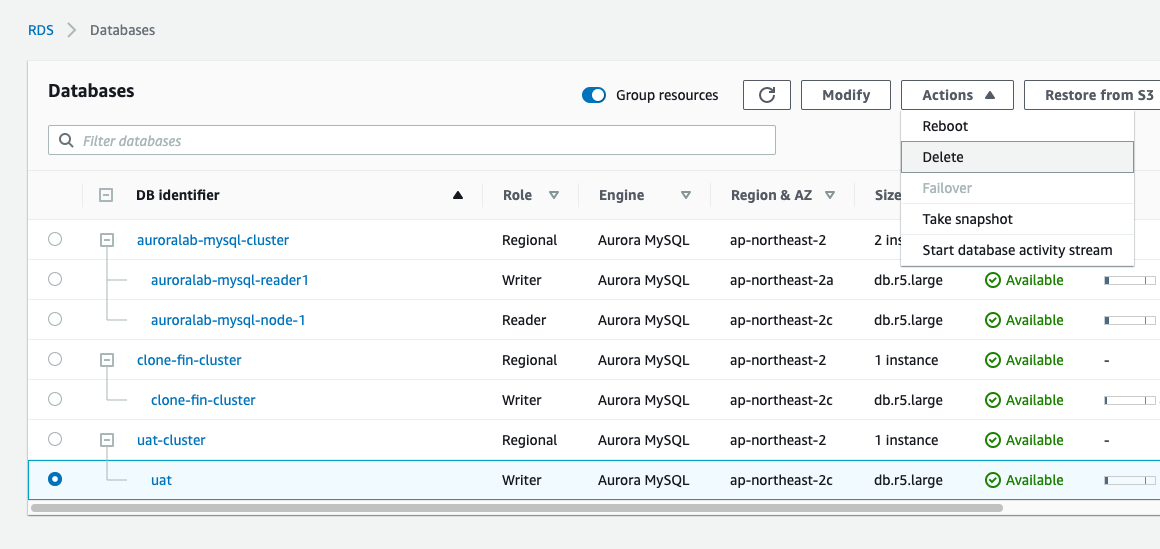 RDS > Databases
Databases
Group resources
Modify
Actions
Restore from S3
Filter databases
Reboot
Delete
Failover
Take snapshot
Start database activity stream
DB identifier Role Engine Region & AZ Size
auroralab-mysql-cluster Regional Aurora MySQL ap-northeast-2 2
auroralab-mysql-reader1 Writer Aurora MySQL ap-northeast-2a db.r5.large Available
auroralab-mysql-node-1 Reader Aurora MySQL ap-northeast-2c db.r5.large Available
clone-fin-cluster Regional Aurora MySQL ap-northeast-2 1 instance Available -
clone-fin-cluster Writer Aurora MySQL ap-northeast-2c db.r5.large Available
uat-cluster Regional Aurora MySQL ap-northeast-2 1 instance Available -
uat Writer Aurora MySQL ap-northeast-2c db.r5.large Available